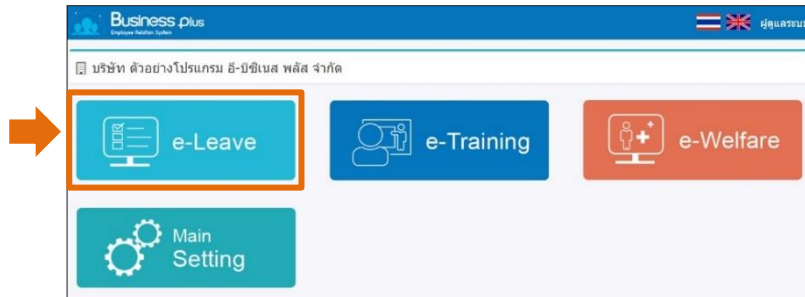 Business Plus
Employee Relation System
ผู้ดูแลระบบ
บริษัท ตัวอย่างโปรแกรม อี-บิซิเนส พลัส จำกัด
e-Leave
e-Training
e-Welfare
Main
Setting